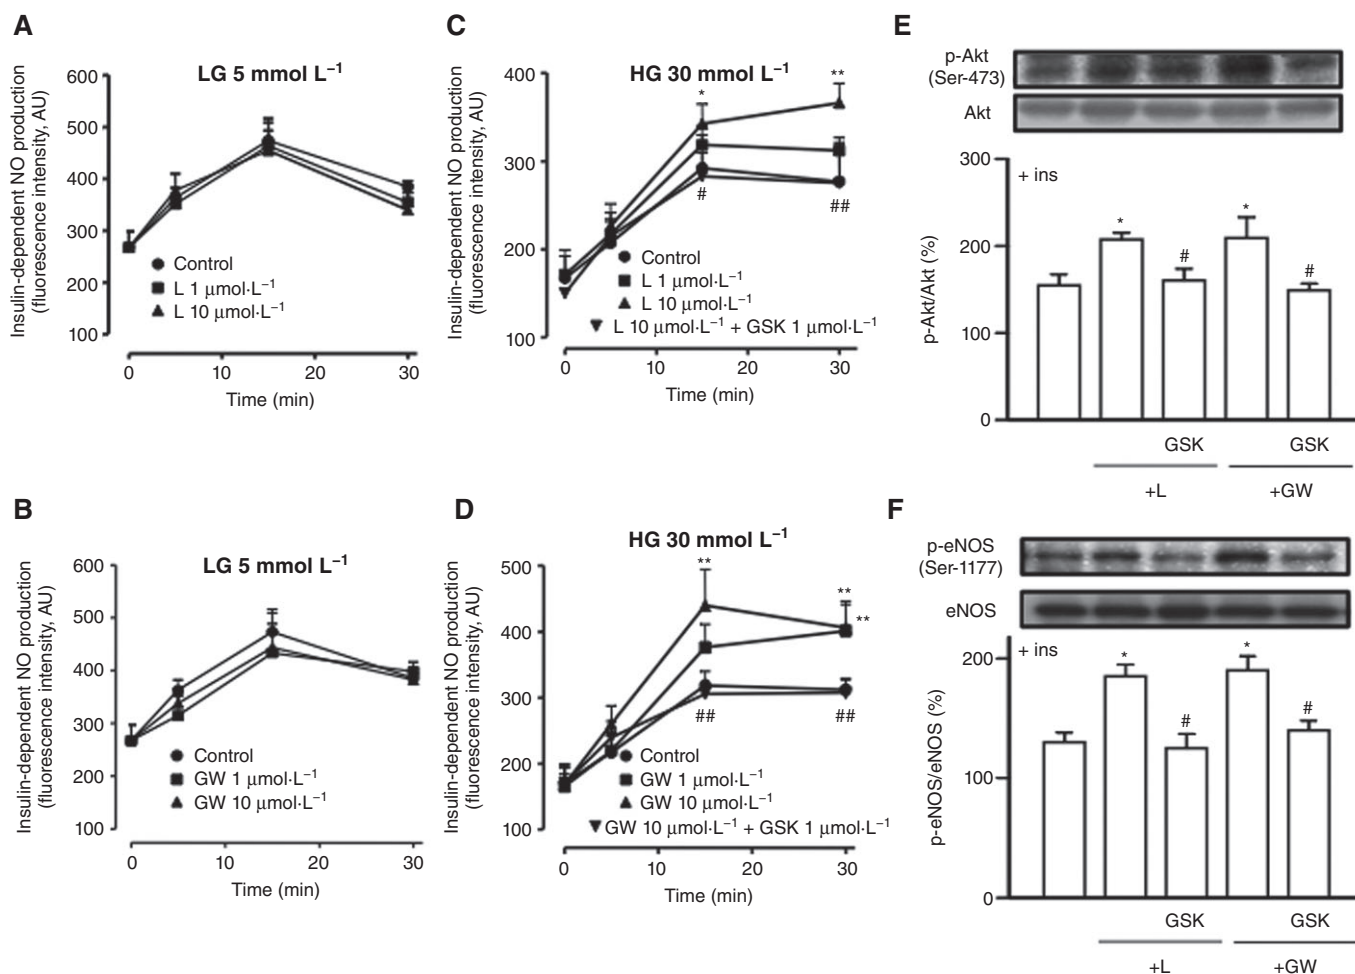 A
LG 5 mmol L⁻¹
Insulin-dependent NO production
(fluorescence intensity, AU)
600
500
400
300
200
100
Control
L 1 μmol·L⁻¹
L 10 μmol·L⁻¹
0
10
20
30
Time (min)
B
LG 5 mmol L⁻¹
Insulin-dependent NO production
(fluorescence intensity, AU)
600
500
400
300
200
100
Control
GW 1 μmol·L⁻¹
GW 10 μmol·L⁻¹
0
10
20
30
Time (min)
C
HG 30 mmol L⁻¹
Insulin-dependent NO production
(fluorescence intensity, AU)
400
300
200
100
*
**
#
##
Control
L 1 μmol·L⁻¹
L 10 μmol·L⁻¹
L 10 μmol·L⁻¹ + GSK 1 μmol·L⁻¹
0
10
20
30
Time (min)
D
HG 30 mmol L⁻¹
Insulin-dependent NO production
(fluorescence intensity, AU)
500
400
300
200
100
**
**
**
##
##
Control
GW 1 μmol·L⁻¹
GW 10 μmol·L⁻¹
GW 10 μmol·L⁻¹ + GSK 1 μmol·L⁻¹
0
10
20
30
Time (min)
E
p-Akt
(Ser-473)
Akt
p-Akt/Akt (%)
300
200
100
0
+ ins
*
#
*
#
GSK
GSK
+L
+GW
F
p-eNOS
(Ser-1177)
eNOS
p-eNOS/eNOS (%)
200
100
0
+ ins
*
#
*
#
GSK
GSK
+L
+GW